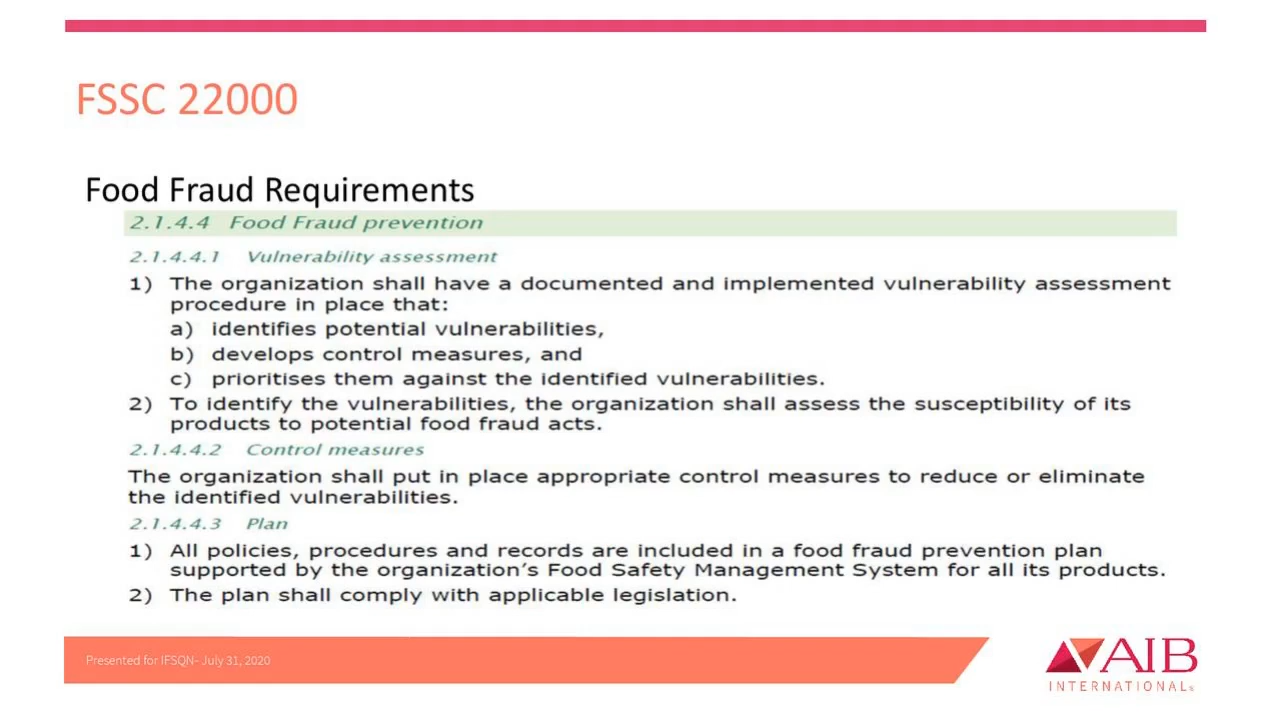 FSSC 22000
Food Fraud Requirements
2.1.4.4 Food Fraud prevention
2.1.4.4.1 Vulnerability assessment
1) The organization shall have a documented and implemented vulnerability assessment
procedure in place that:
a) identifies potential vulnerabilities,
b) develops control measures, and
c) prioritises them against the identified vulnerabilities.
2) To identify the vulnerabilities, the organization shall assess the susceptibility of its
products to potential food fraud acts.
2.1.4.4.2 Control measures
The organization shall put in place appropriate control measures to reduce or eliminate
the identified vulnerabilities.
2.1.4.4.3 Plan
1) All policies, procedures and records are included in a food fraud prevention plan
supported by the organization's Food Safety Management System for all its products.
2) The plan shall comply with applicable legislation.
Presented for IFSQN- July 31, 2020
AIB
INTERNATIONAL®